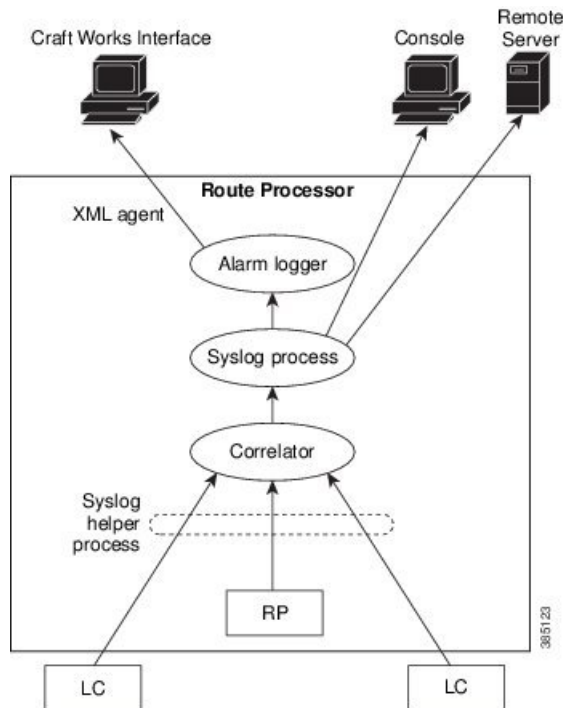 Craft Works Interface
Console
Remote
Server
Route Processor
XML agent
Alarm logger
Syslog process
Correlator
Syslog
helper
process
RP
LC
LC
385123